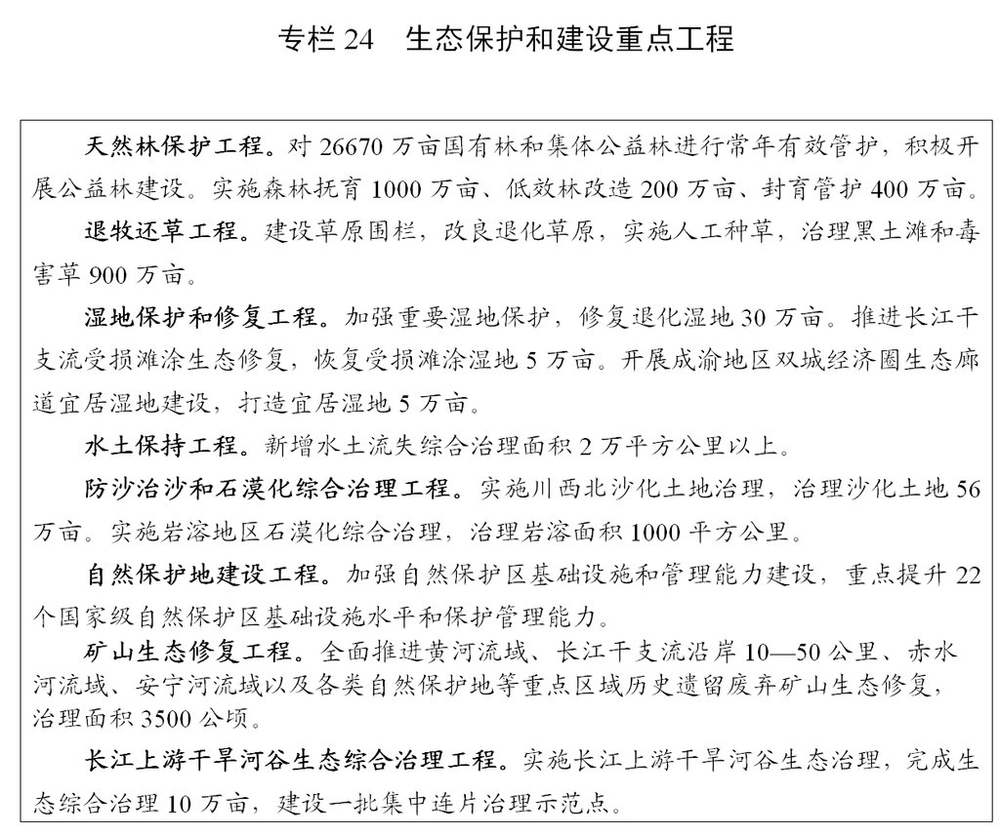 专栏 24 生态保护和建设重点工程
天然林保护工程。对 26670 万亩国有林和集体公益林进行常年有效管护，积极开
展公益林建设。实施森林抚育 1000 万亩、低效林改造 200 万亩、封育管护 400 万亩。
退牧还草工程。建设草原围栏，改良退化草原，实施人工种草，治理黑土滩和毒
害草 900 万亩。
湿地保护和修复工程。加强重要湿地保护，修复退化湿地 30 万亩。推进长江干
支流受损滩涂生态修复，恢复受损滩涂湿地 5 万亩。开展成渝地区双城经济圈生态廊
道宜居湿地建设，打造宜居湿地 5 万亩。
水土保持工程。新增水土流失综合治理面积 2 万平方公里以上。
防沙治沙和石漠化综合治理工程。实施川西北沙化土地治理，治理沙化土地 56
万亩。实施岩溶地区石漠化综合治理，治理岩溶面积 1000 平方公里。
自然保护地建设工程。加强自然保护区基础设施和管理能力建设，重点提升 22
个国家级自然保护区基础设施水平和保护管理能力。
矿山生态修复工程。全面推进黄河流域、长江干支流沿岸 10—50 公里、赤水
河流域、安宁河流域以及各类自然保护地等重点区域历史遗留废弃矿山生态修复，
治理面积 3500 公顷。
长江上游干旱河谷生态综合治理工程。实施长江上游干旱河谷生态治理，完成生
态综合治理 10 万亩，建设一批集中连片治理示范点。